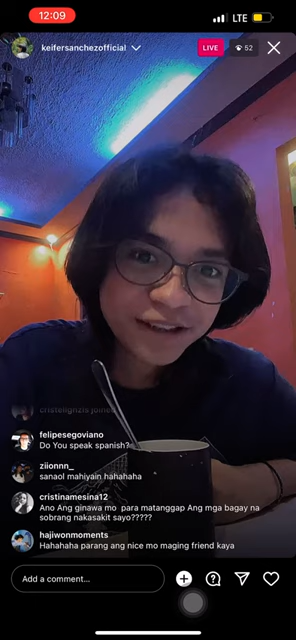 12:09
LTE
keifersanchezofficial
LIVE
52
felipesegoviano
Do You speak spanish?
ziionnn_
sanaol mahiyain hahahaha
cristinamesina12
Ano Ang ginawa mo para matanggap Ang mga bagay na
sobrang nakasakit sayo?????
hajiwonmoments
Hahahaha parang ang nice mo maging friend kaya
Add a comment...